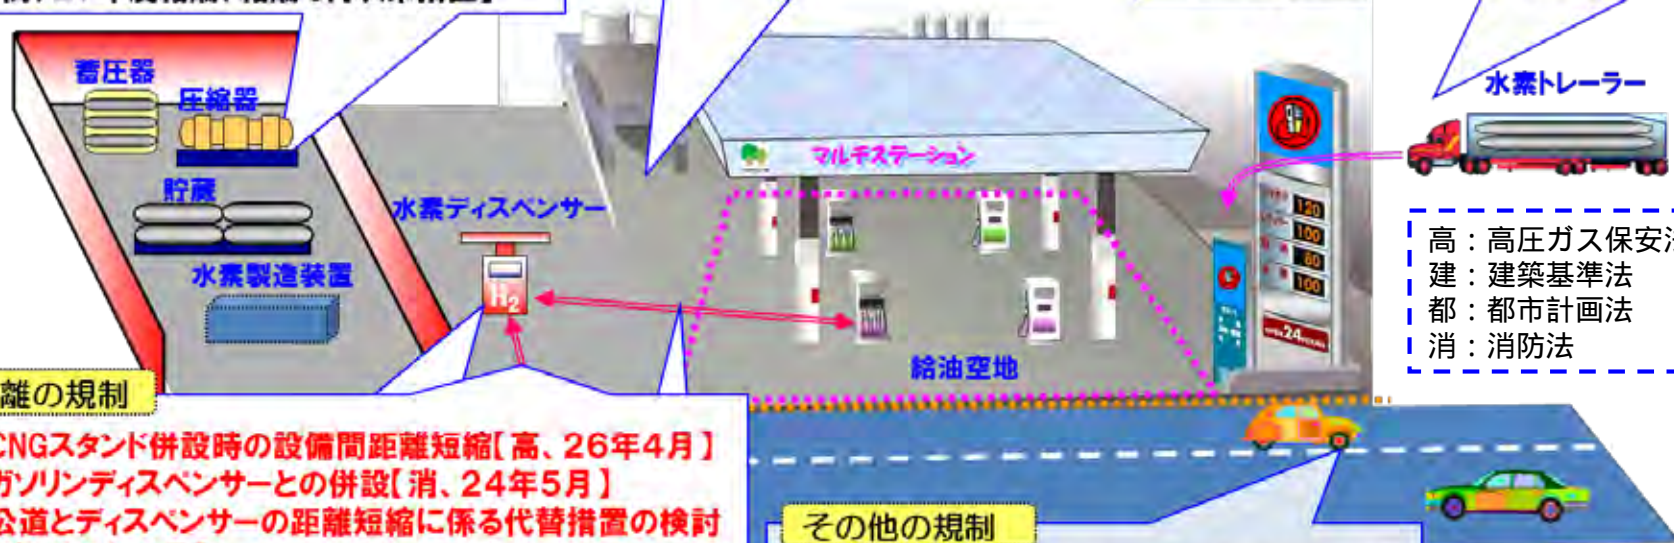 蓄圧器
圧縮器
貯蔵
水素製造装置
水素ディスペンサー
H2
マルチステーション
給油空地
120
100
80
100
24
水素トレーラー
高：高圧ガス保安法
建：建築基準法
都：都市計画法
消：消防法
離の規制
CNGスタンド併設時の設備間距離短縮【高、26年4月】
ガソリンディスペンサーとの併設【消、24年5月】
公道とディスペンサーの距離短縮に係る代替措置の検討
その他の規制